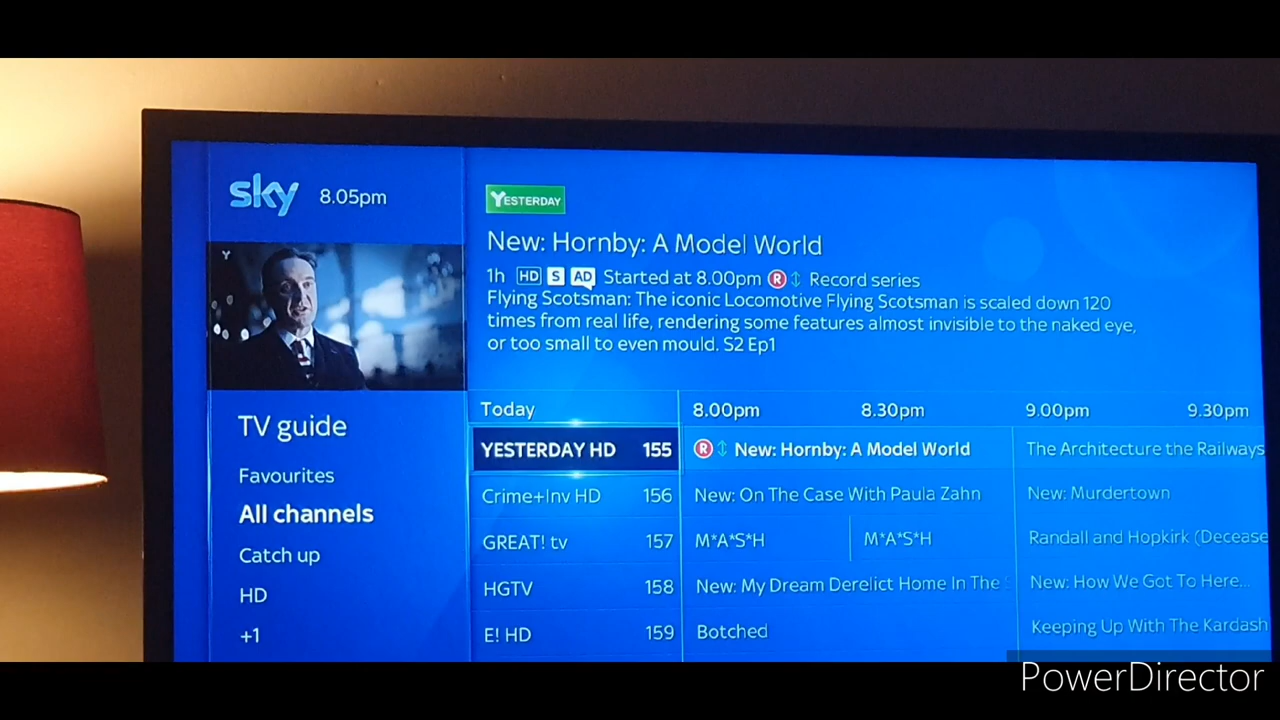 sky 8.05pm
YESTERDAY
New: Hornby: A Model World
1h HD S AD Started at 8.00pm R Record series
Flying Scotsman: The iconic Locomotive Flying Scotsman is scaled down 120
times from real life, rendering some features almost invisible to the naked eye,
or too small to even mould. S2 Ep1
Y
TV guide
Favourites
All channels
Catch up
HD
+1
Today 8.00pm 8.30pm 9.00pm 9.30pm
YESTERDAY HD 155 R New: Hornby: A Model World The Architecture the Railways
Crime+Inv HD 156 New: On The Case With Paula Zahn New: Murdertown
GREAT! tv 157 M*A*S*H M*A*S*H Randall and Hopkirk (Decease
HGTV 158 New: My Dream Derelict Home In The New: How We Got To Here...
E! HD 159 Botched Keeping Up With The Kardash
PowerDirector